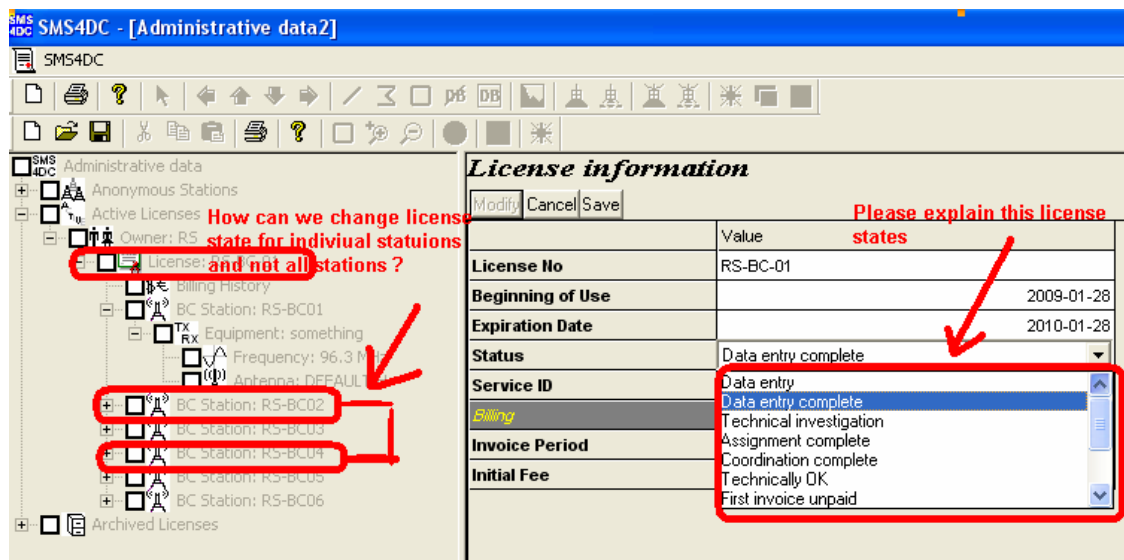 SMS4DC - [Administrative data2]
SMS4DC
Administrative data
Anonymous Stations
Active Licenses
Owner: RS
License: RS-BC-01
Billing History
BC Station: RS-BC01
Equipment: something
Frequency: 96.3 M
Antenna: DEFAUL
BC Station: RS-BC02
BC Station: RS-BC03
BC Station: RS-BC04
BC Station: RS-BC05
BC Station: RS-BC06
Archived Licenses
How can we change license
state for indiviual statuions
and not all stations ?
License information
Modify Cancel Save
Please explain this license
states
Value
License No RS-BC-01
Beginning of Use 2009-01-28
Expiration Date 2010-01-28
Status Data entry complete
Service ID
Billing
Invoice Period
Initial Fee
Data entry
Data entry complete
Technical investigation
Assignment complete
Coordination complete
Technically OK
First invoice unpaid